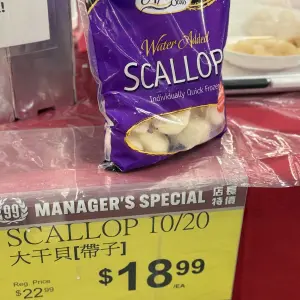 Water Added
SCALLOP
Individually Quick Frozen
99 MANAGER'S SPECIAL 店長特價
SCALLOP 10/20
大干貝[帶子]
Reg. Price
$22.99
$18.99
/EA